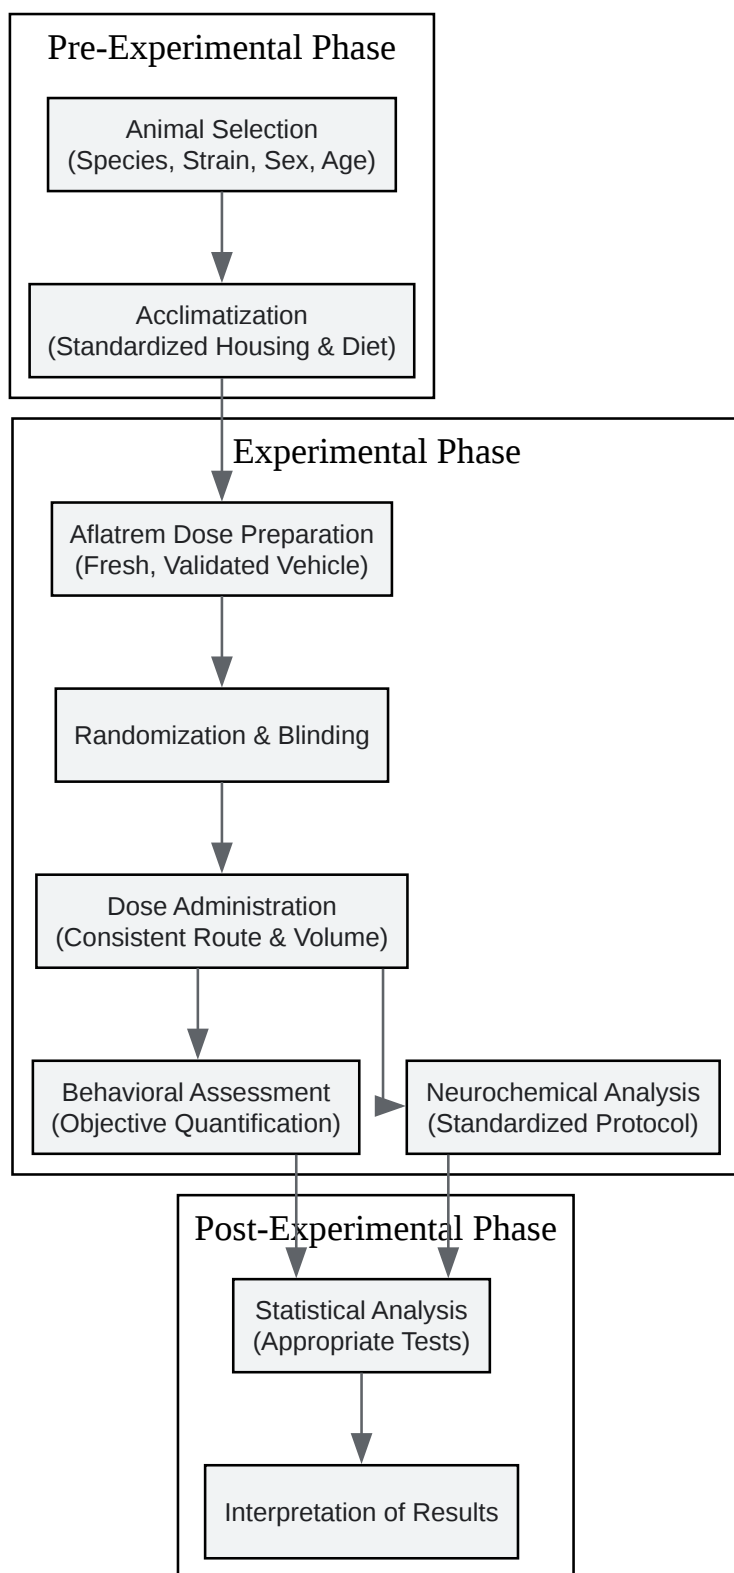 Pre-Experimental Phase
Animal Selection
(Species, Strain, Sex, Age)
Acclimatization
(Standardized Housing & Diet)
Experimental Phase
Aflatrem Dose Preparation
(Fresh, Validated Vehicle)
Randomization & Blinding
Dose Administration
(Consistent Route & Volume)
Behavioral Assessment
(Objective Quantification)
Neurochemical Analysis
(Standardized Protocol)
Post-Experimental Phase
Statistical Analysis
(Appropriate Tests)
Interpretation of Results